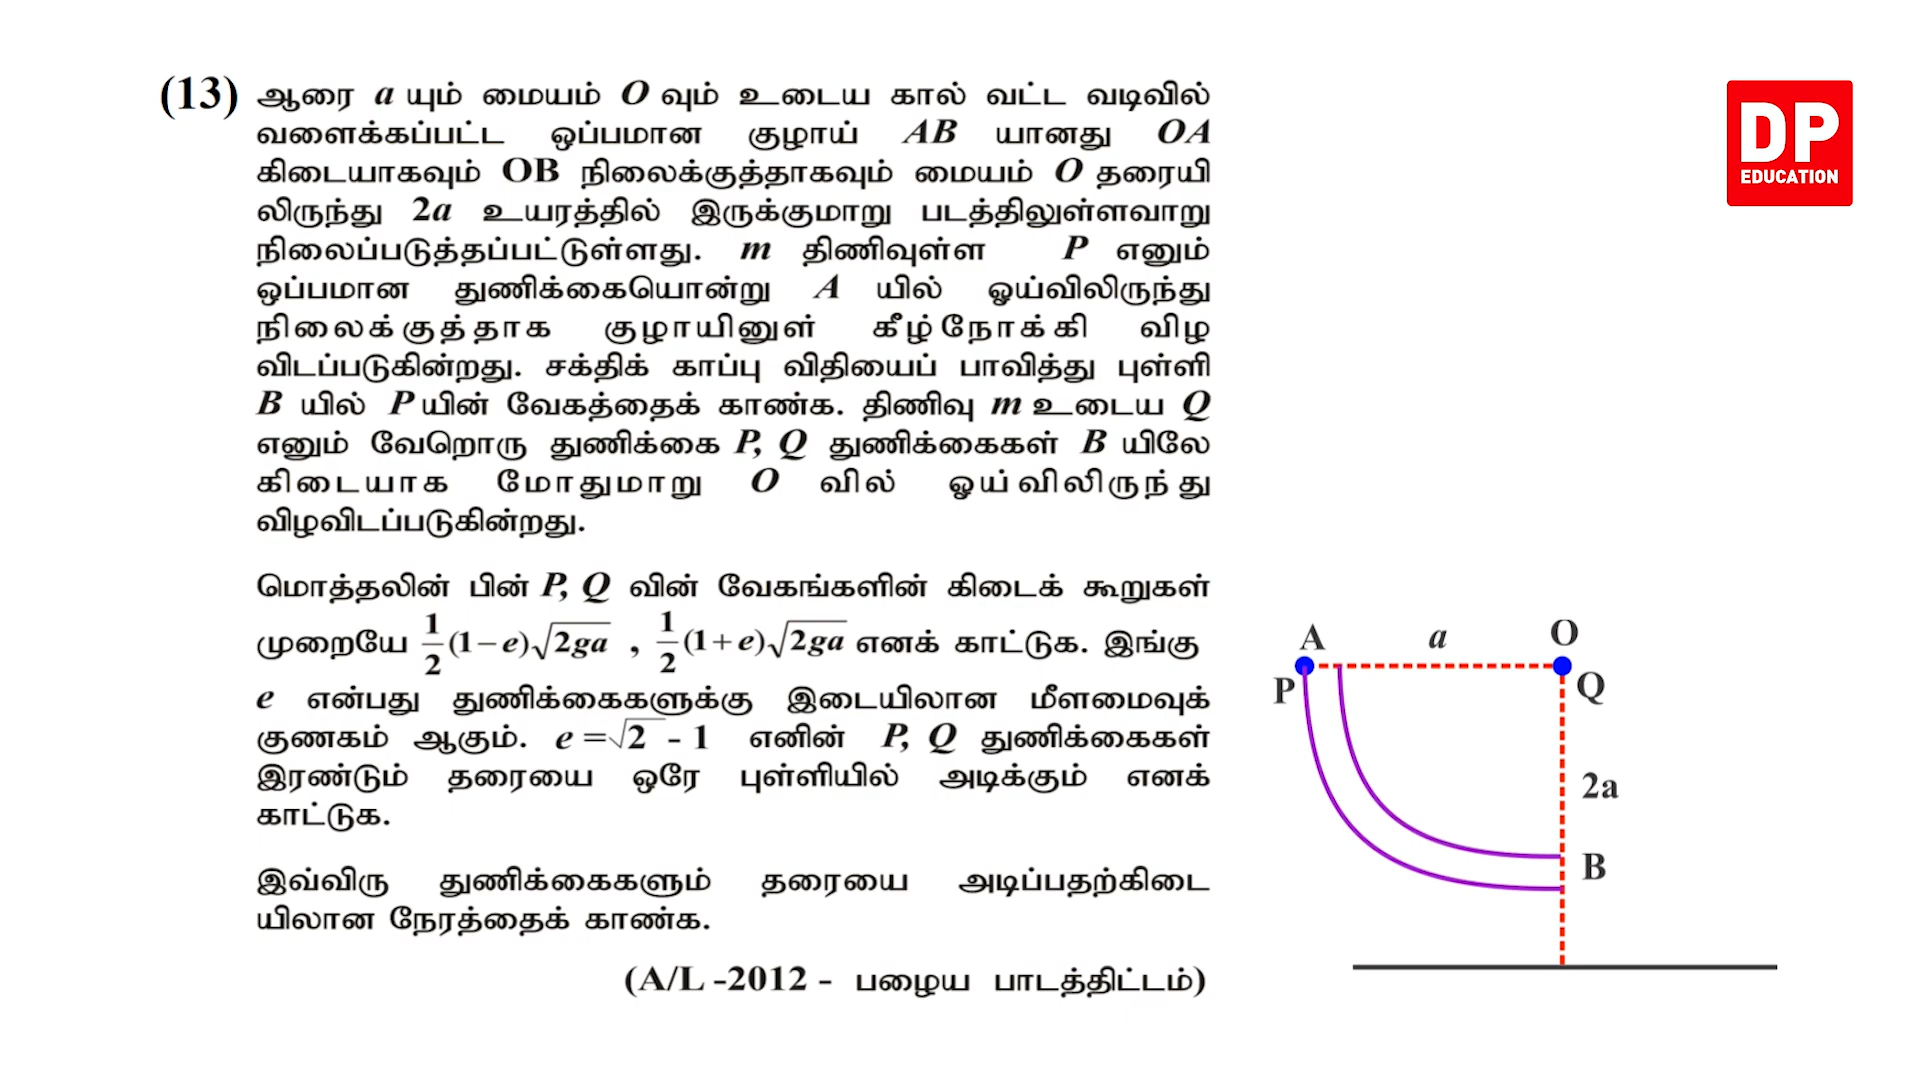 (13) ஆரை a யும் மையம் O வும் உடைய கால் வட்ட வடிவில்
வளைக்கப்பட்ட ஒப்பமான குழாய் AB யானது OA
கிடையாகவும் OB நிலைக்குத்தாகவும் மையம் O தரையி
லிருந்து 2a உயரத்தில் இருக்குமாறு படத்திலுள்ளவாறு
நிலைப்படுத்தப்பட்டுள்ளது. m திணிவுள்ள P எனும்
ஒப்பமான துணிக்கையொன்று A யில் ஓய்விலிருந்து
நிலைக்குத்தாக குழாயினுள் கீழ்நோக்கி விழ
விடப்படுகின்றது. சக்திக் காப்பு விதியைப் பாவித்து புள்ளி
B யில் P யின் வேகத்தைக் காண்க. திணிவு m உடைய Q
எனும் வேறொரு துணிக்கை P, Q துணிக்கைகள் B யிலே
கிடையாக மோதுமாறு O வில் ஓய்விலிருந்து
விழவிடப்படுகின்றது.
மொத்தலின் பின் P, Q வின் வேகங்களின் கிடைக் கூறுகள்
முறையே 1/2(1−e)√2ga , 1/2(1+e)√2ga எனக் காட்டுக. இங்கு
e என்பது துணிக்கைகளுக்கு இடையிலான மீளமைவுக்
குணகம் ஆகும். e =√2 - 1 எனின் P, Q துணிக்கைகள்
இரண்டும் தரையை ஒரே புள்ளியில் அடிக்கும் எனக்
காட்டுக.
இவ்விரு துணிக்கைகளும் தரையை அடிப்பதற்கிடை
யிலான நேரத்தைக் காண்க.
(A/L -2012 - பழைய பாடத்திட்டம்)
DP
EDUCATION
A a O
P Q
2a
B